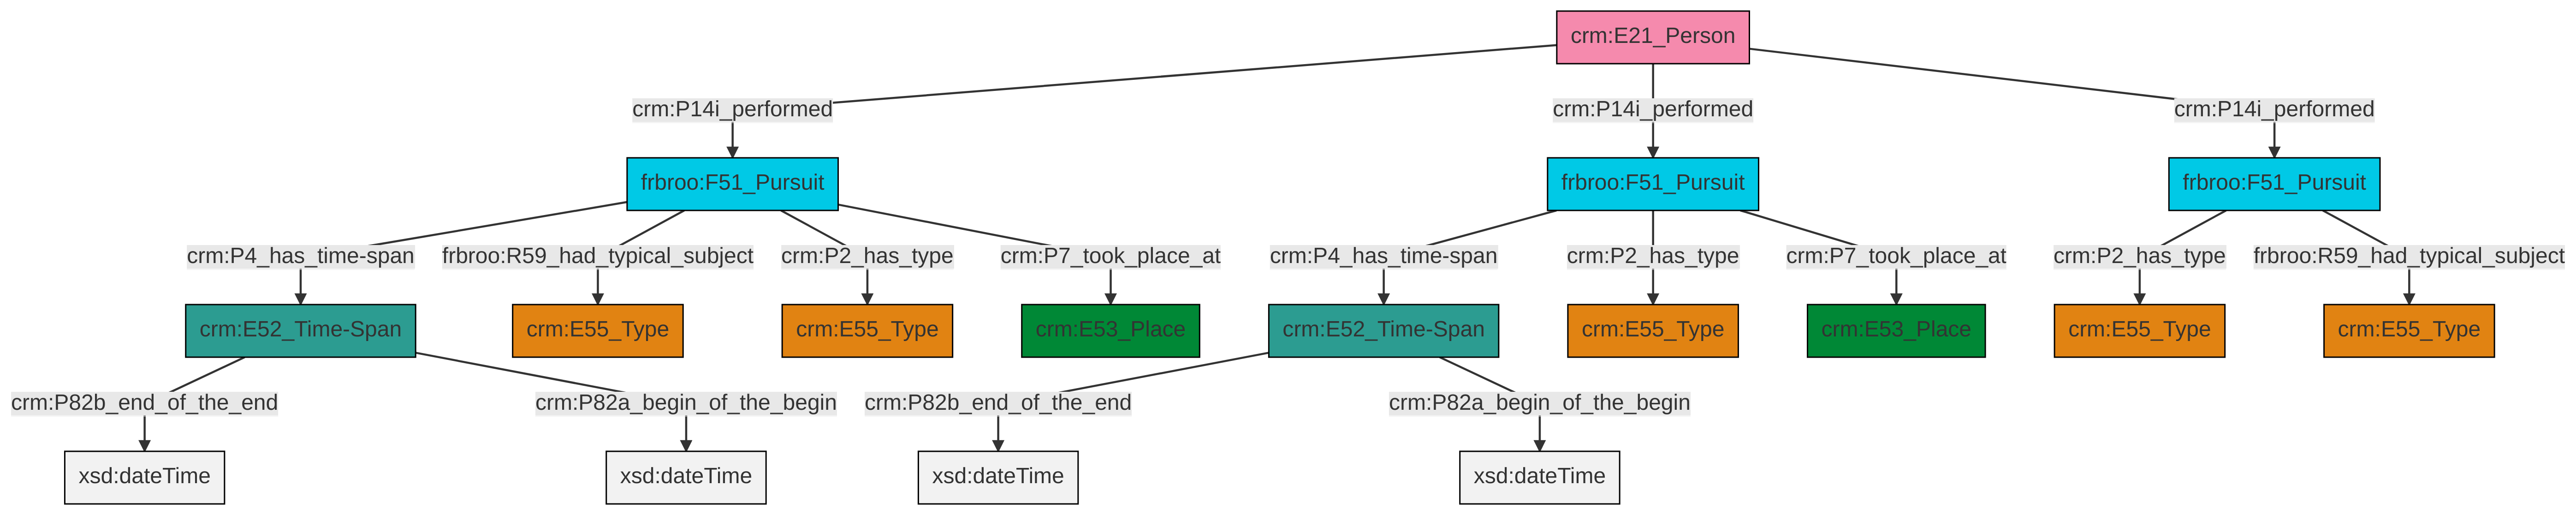 crm:E21_Person
crm:P14i_performed
crm:P14i_performed
crm:P14i_performed
frbroo:F51_Pursuit
frbroo:F51_Pursuit
frbroo:F51_Pursuit
crm:P4_has_time-span
frbroo:R59_had_typical_subject
crm:P2_has_type
crm:P7_took_place_at
crm:P4_has_time-span
crm:P2_has_type
crm:P7_took_place_at
crm:P2_has_type
frbroo:R59_had_typical_subject
crm:E52_Time-Span
crm:E55_Type
crm:E55_Type
crm:E53_Place
crm:E52_Time-Span
crm:E55_Type
crm:E53_Place
crm:E55_Type
crm:E55_Type
crm:P82b_end_of_the_end
crm:P82a_begin_of_the_begin
crm:P82b_end_of_the_end
crm:P82a_begin_of_the_begin
xsd:dateTime
xsd:dateTime
xsd:dateTime
xsd:dateTime